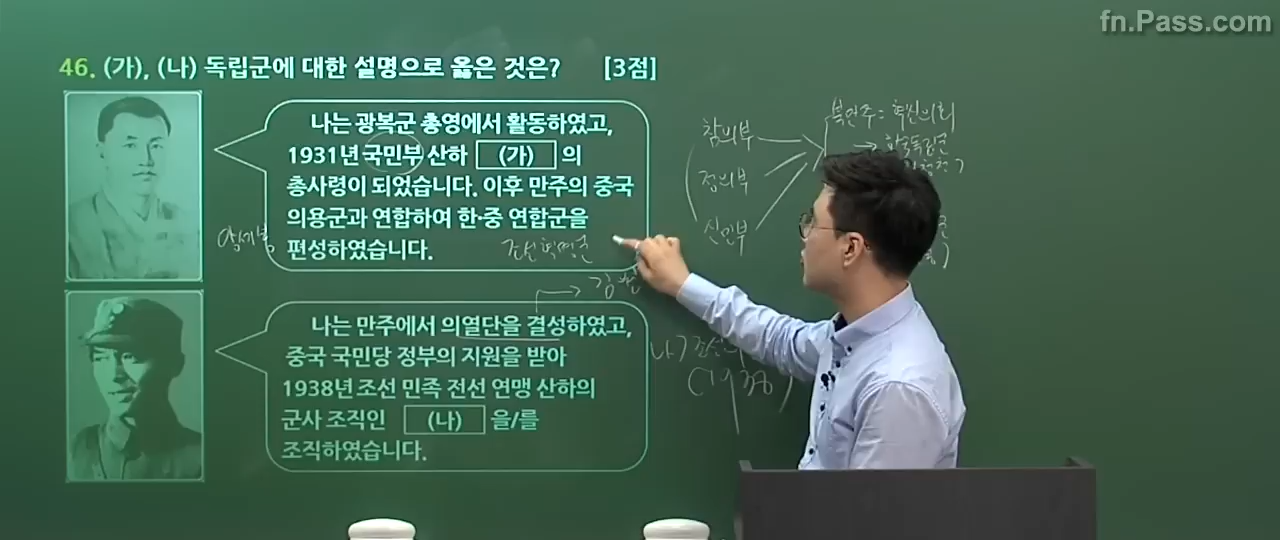 fn.Pass.com
46. (가), (나) 독립군에 대한 설명으로 옳은 것은? [3점]
나는 광복군 총영에서 활동하였고,
1931년 국민부 산하 (가) 의
총사령이 되었습니다. 이후 만주의 중국
의용군과 연합하여 한·중 연합군을
편성하였습니다.
양세봉
조선혁명군
나는 만주에서 의열단을 결성하였고,
중국 국민당 정부의 지원을 받아
1938년 조선 민족 전선 연맹 산하의
군사 조직인 (나) 을/를
조직하였습니다.
참의부
정의부
신민부
북만주 = 혁신의회